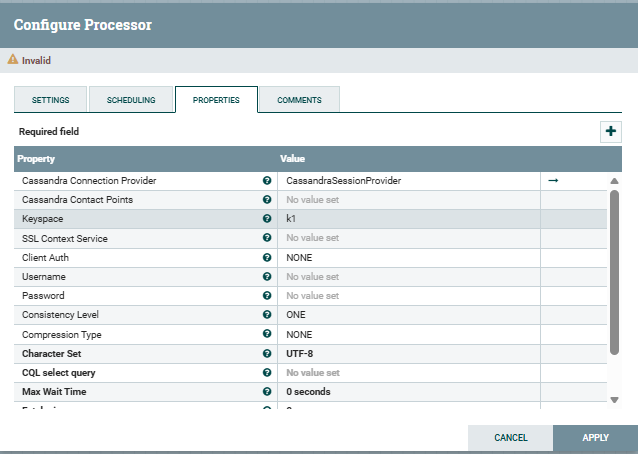 Configure Processor
Invalid
SETTINGS SCHEDULING PROPERTIES COMMENTS
Required field
Property Value
Cassandra Connection Provider CassandraSessionProvider
Cassandra Contact Points No value set
Keyspace k1
SSL Context Service No value set
Client Auth NONE
Username No value set
Password No value set
Consistency Level ONE
Compression Type NONE
Character Set UTF-8
CQL select query No value set
Max Wait Time 0 seconds
CANCEL APPLY